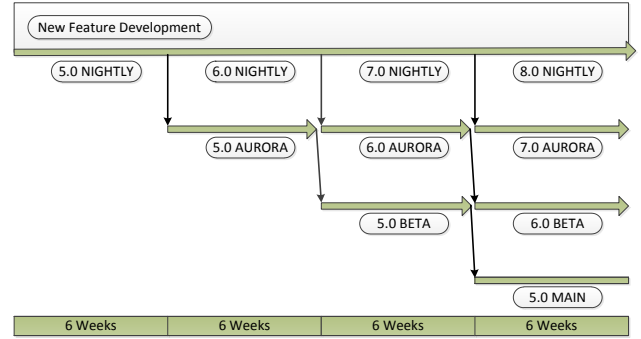 New Feature Development
5.0 NIGHTLY
6.0 NIGHTLY
7.0 NIGHTLY
8.0 NIGHTLY
5.0 AURORA
6.0 AURORA
7.0 AURORA
5.0 BETA
6.0 BETA
5.0 MAIN
6 Weeks
6 Weeks
6 Weeks
6 Weeks